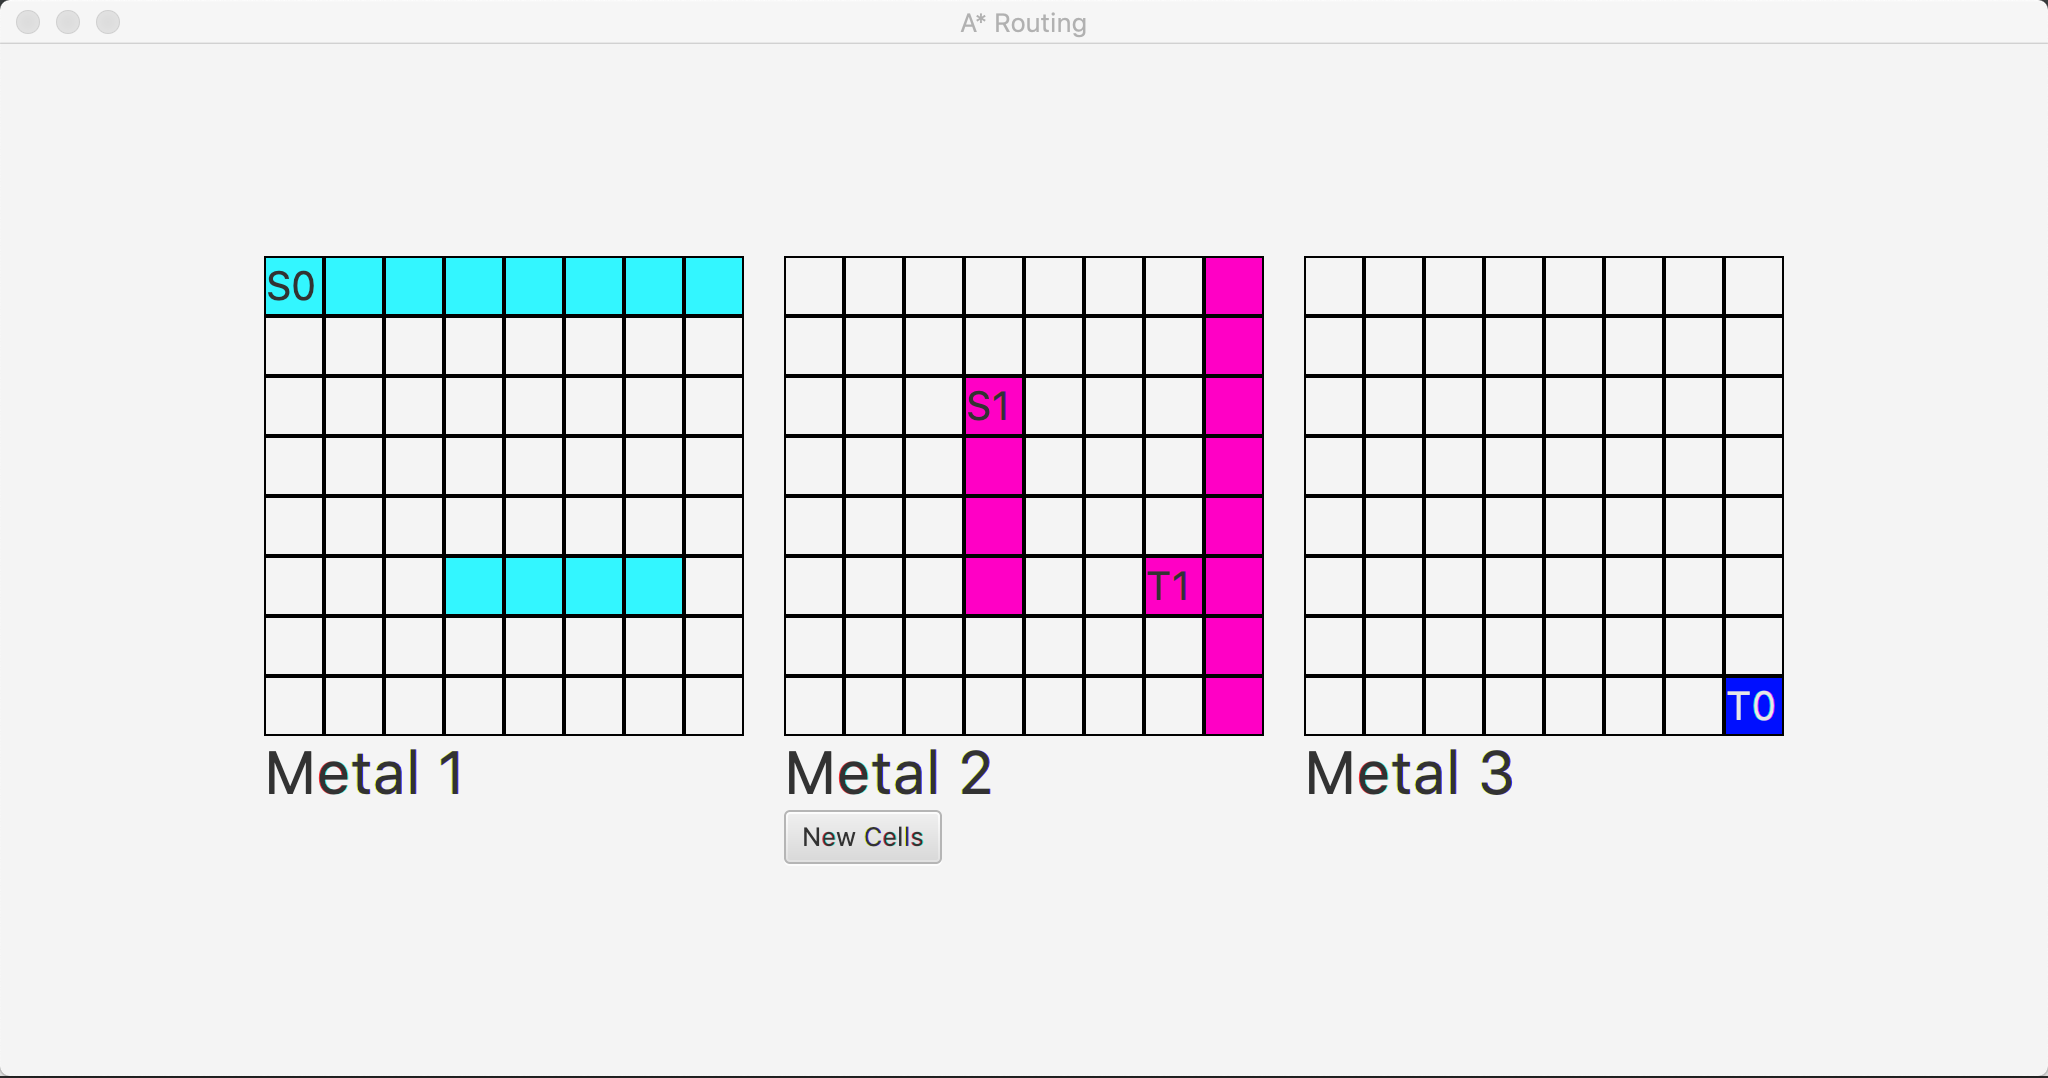 A* Routing
S0
S1
T1
T0
Metal 1
Metal 2
Metal 3
New Cells